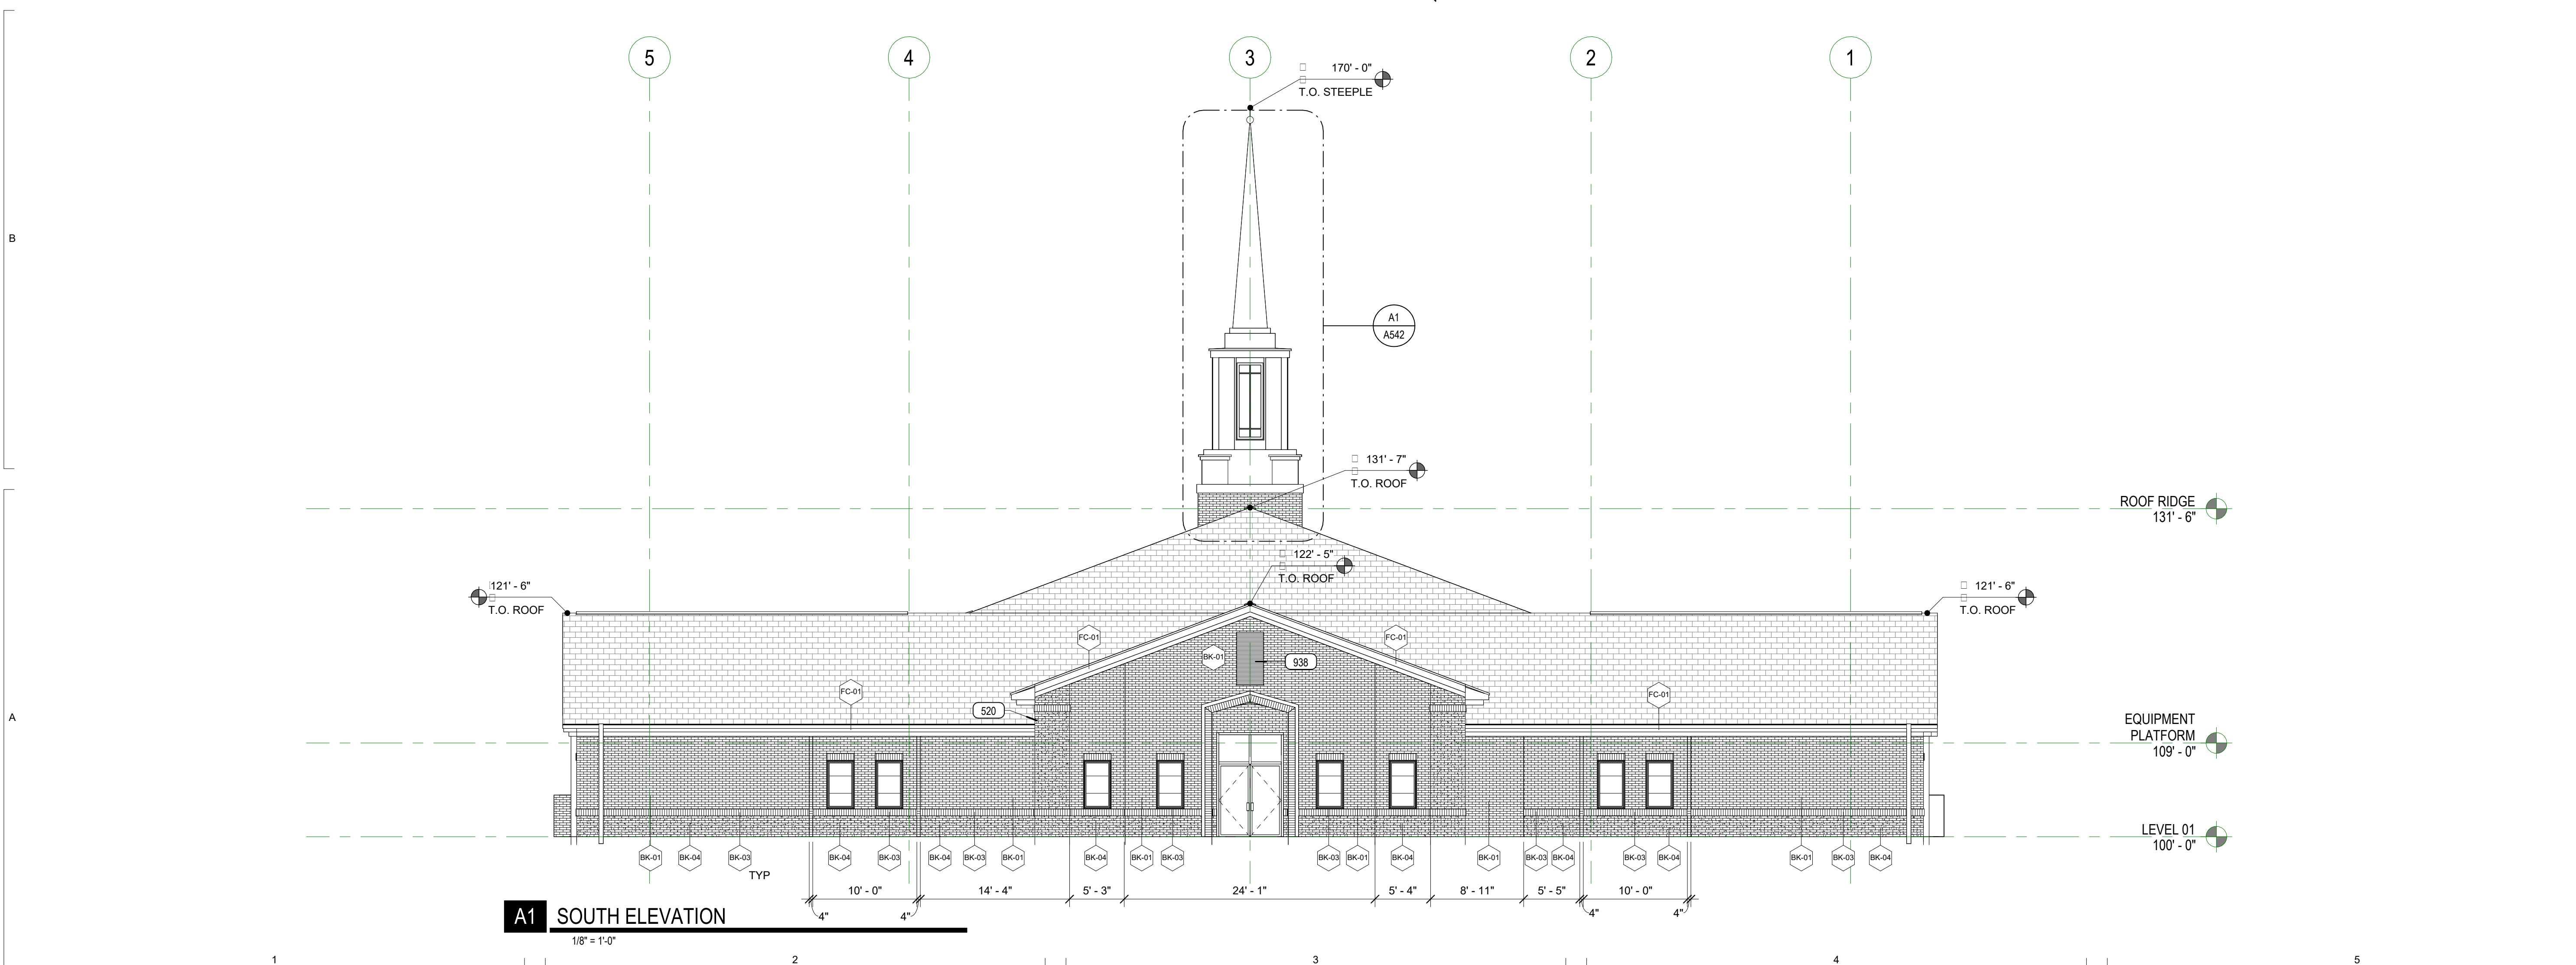 5
4
3
2
1
170' - 0"
T.O. STEEPLE
B
A1
A542
131' - 7"
T.O. ROOF
ROOF RIDGE
131' - 6"
122' - 5"
T.O. ROOF
121' - 6"
T.O. ROOF
121' - 6"
T.O. ROOF
FC-01
FC-01
BK-01
938
FC-01
FC-01
520
A
EQUIPMENT
PLATFORM
109' - 0"
LEVEL 01
100' - 0"
BK-01
BK-04
BK-03
BK-04
BK-03
BK-04
BK-03
BK-01
BK-04
BK-01
BK-03
BK-03
BK-01
BK-04
BK-01
BK-03
BK-04
BK-03
BK-04
BK-01
BK-03
BK-04
TYP
10' - 0"
14' - 4"
5' - 3"
24' - 1"
5' - 4"
8' - 11"
5' - 5"
10' - 0"
4"
4"
4"
4"
A1
SOUTH ELEVATION
1/8" = 1'-0"
1
2
3
4
5